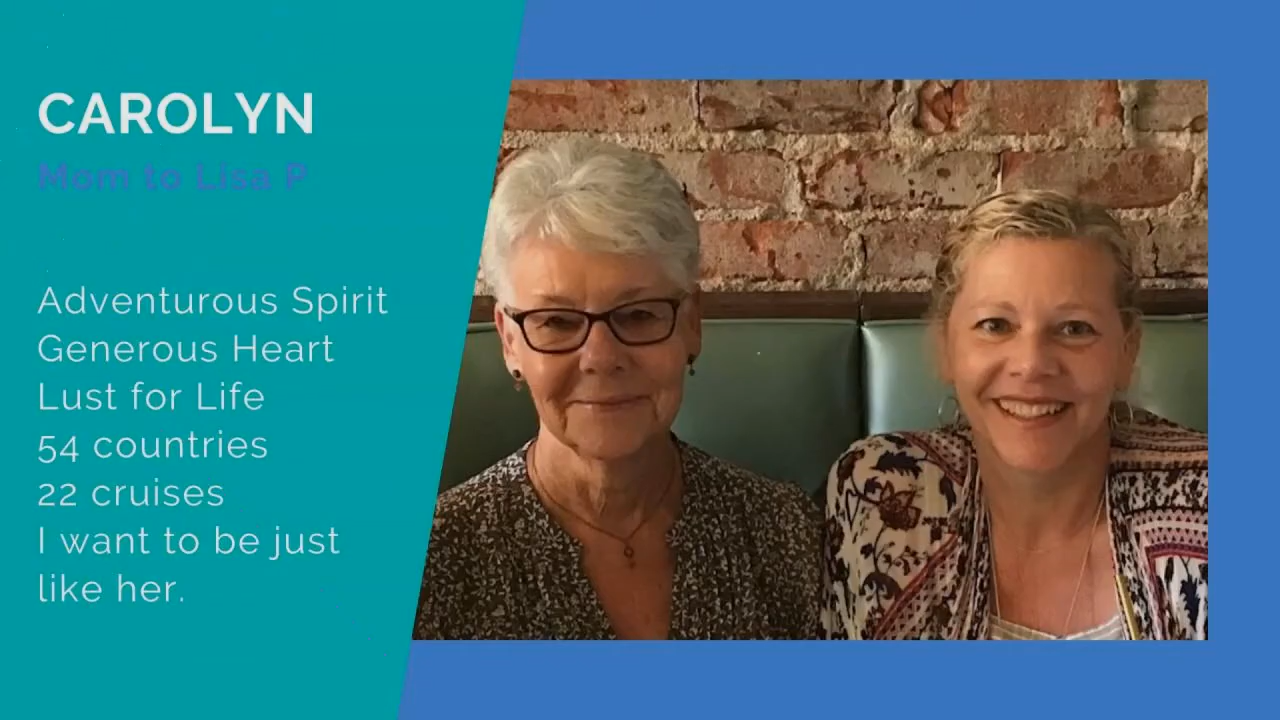 CAROLYN
Mom to Lisa P
Adventurous Spirit
Generous Heart
Lust for Life
54 countries
22 cruises
I want to be just
like her.